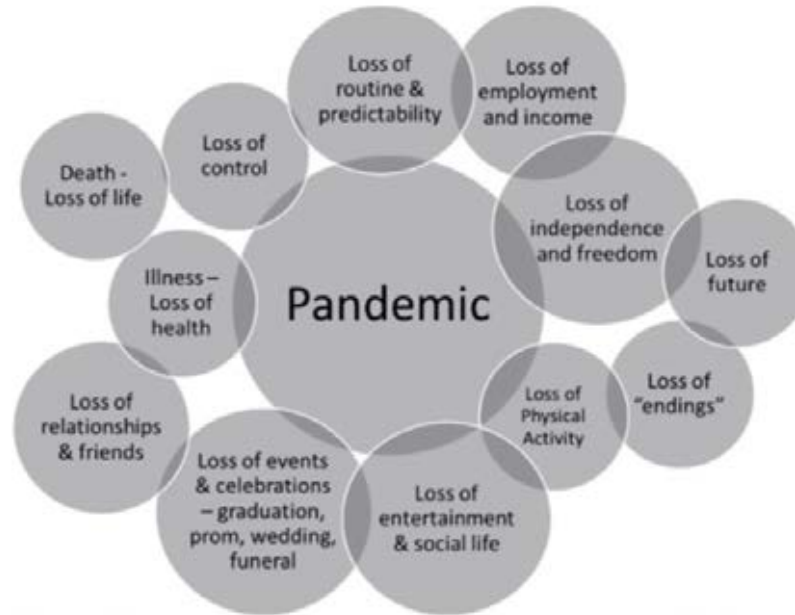 Loss of
routine &
predictability
Loss of
employment
and income
Loss of
control
Death -
Loss of life
Loss of
independence
and freedom
Loss of
future
Illness –
Loss of
health
Pandemic
Loss of
Physical
Activity
Loss of
"endings"
Loss of
relationships
& friends
Loss of events
& celebrations
– graduation,
prom, wedding,
funeral
Loss of
entertainment
& social life